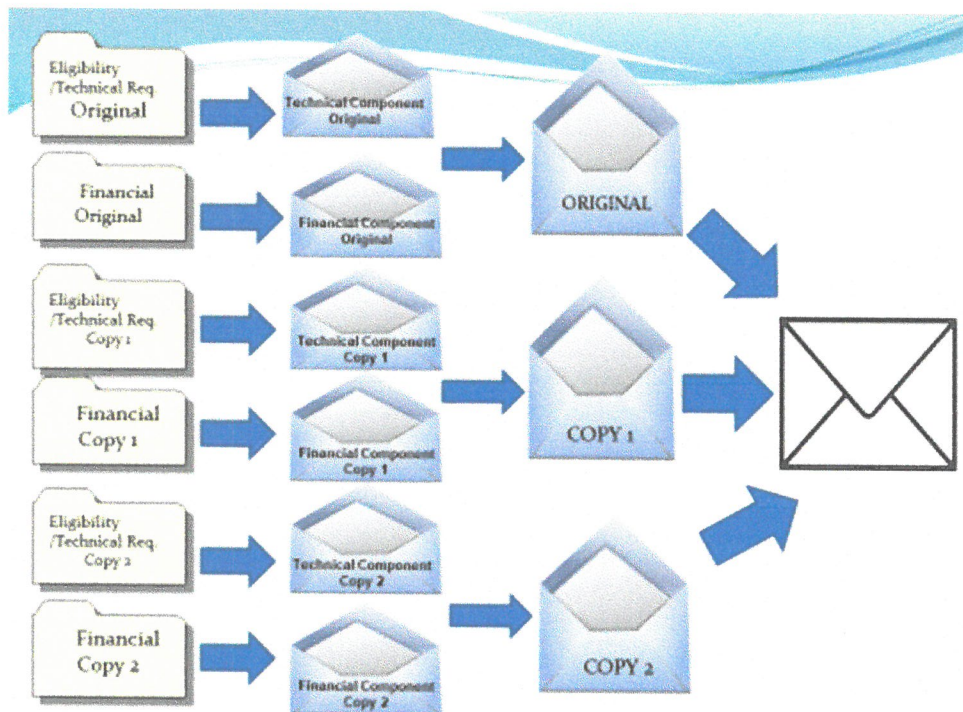 Eligibility
/Technical Req.
Original
Technical Component
Original
Financial
Original
Financial Component
Original
ORIGINAL
Eligibility
/Technical Req.
Copy 1
Technical Component
Copy 1
Financial
Copy 1
Financial Component
Copy 1
COPY 1
Eligibility
/Technical Req.
Copy 2
Technical Component
Copy 2
Financial
Copy 2
Financial Component
Copy 2
COPY 2